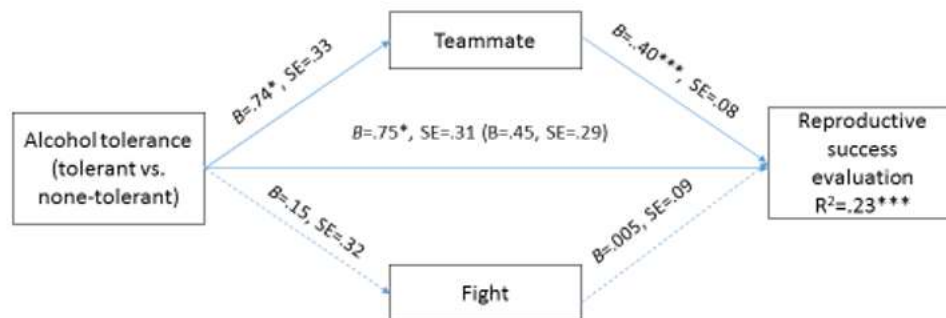 Teammate
B=.74*, SE=.33
B=..40***, SE=.08
Alcohol tolerance
(tolerant vs.
none-tolerant)
B=.75*, SE=.31 (B=.45, SE=.29)
Reproductive
success
evaluation
R²=.23***
B=.15, SE=.32
B=.005, SE=.09
Fight